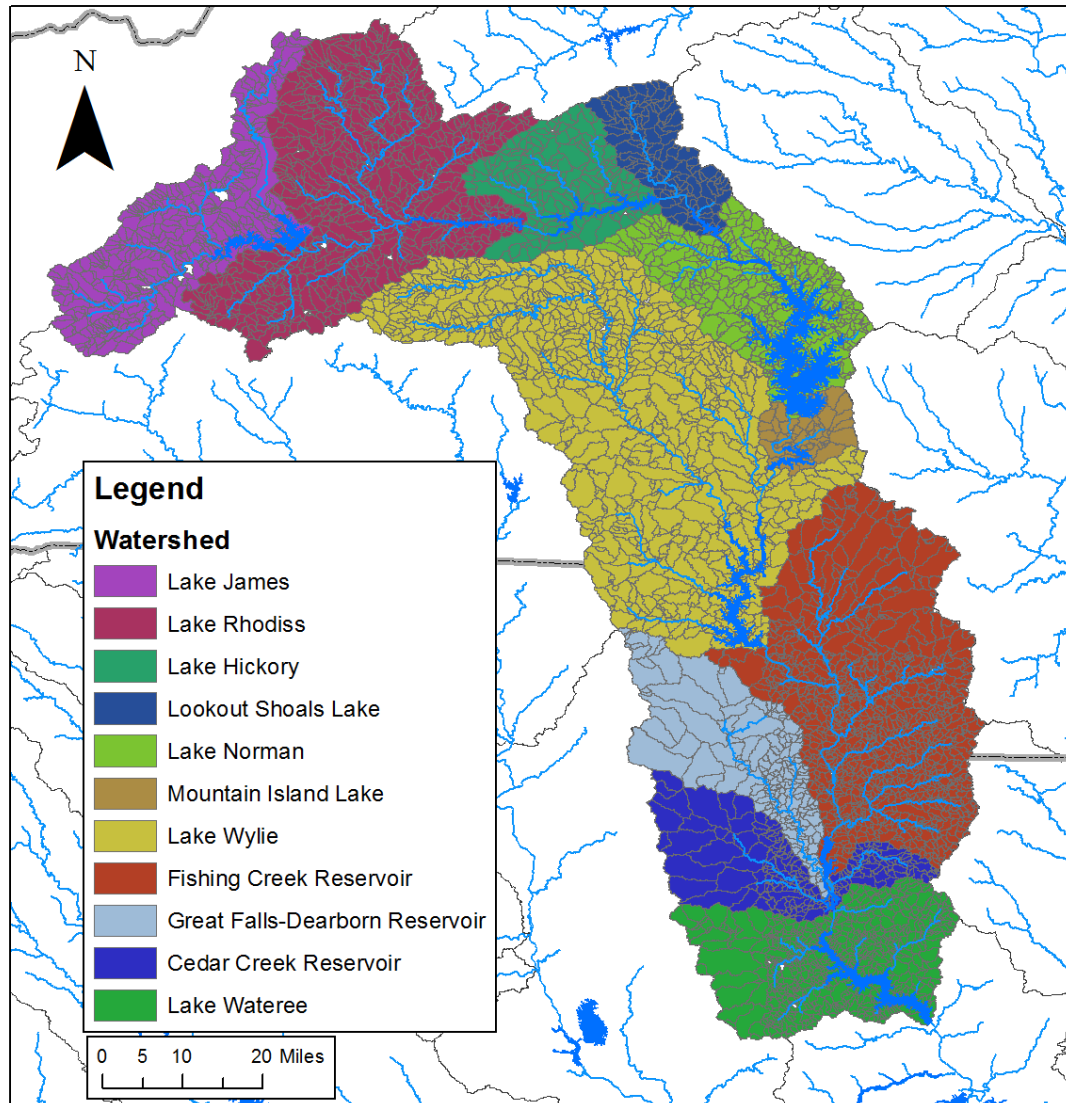 N
Legend
Watershed
Lake James
Lake Rhodiss
Lake Hickory
Lookout Shoals Lake
Lake Norman
Mountain Island Lake
Lake Wylie
Fishing Creek Reservoir
Great Falls-Dearborn Reservoir
Cedar Creek Reservoir
Lake Wateree
0 5 10 20 Miles